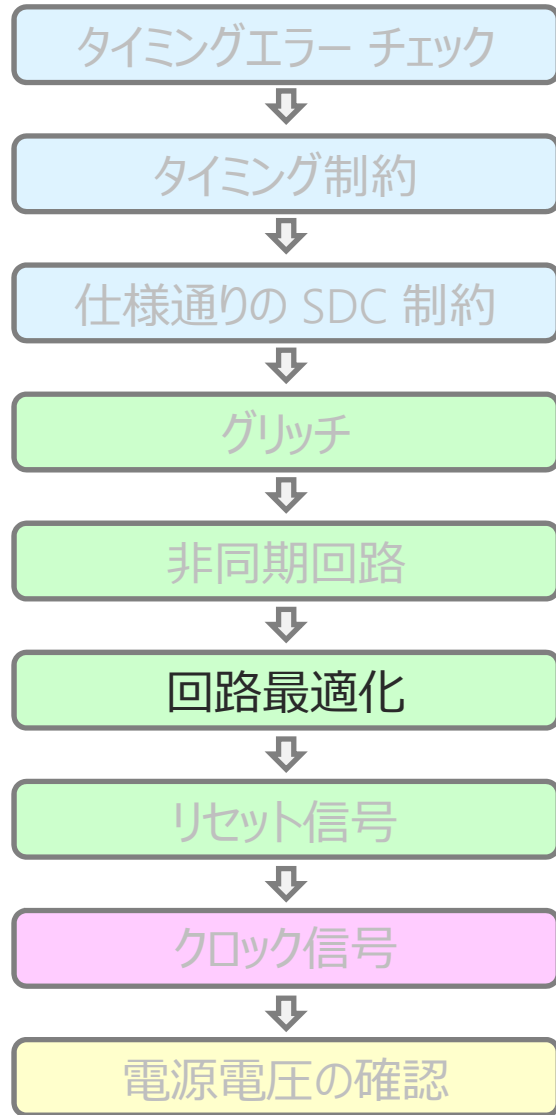 タイミングエラー チェック
タイミング制約
仕様通りの SDC 制約
グリッチ
非同期回路
回路最適化
リセット信号
クロック信号
電源電圧の確認